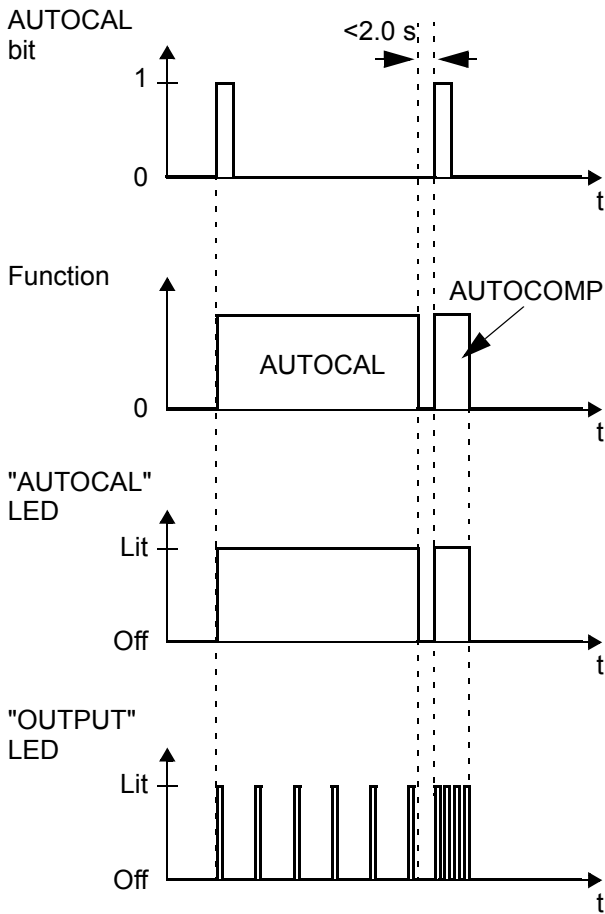 AUTOCAL
bit
<2.0 s
1
0
t
Function
AUTOCOMP
AUTOCAL
0
t
"AUTOCAL"
LED
Lit
Off
t
"OUTPUT"
LED
Lit
Off
t